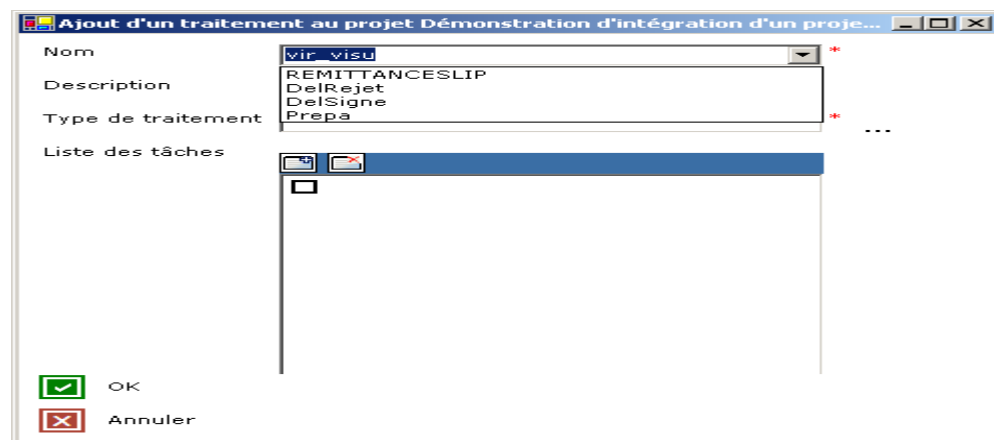 Ajout d'un traitement au projet Démonstration d'intégration d'un proje...
Nom vir_visu *
REMITTANCESLIP
Description DelRejet
DelSigne
Type de traitement Prepa * ...
Liste des tâches
OK
Annuler